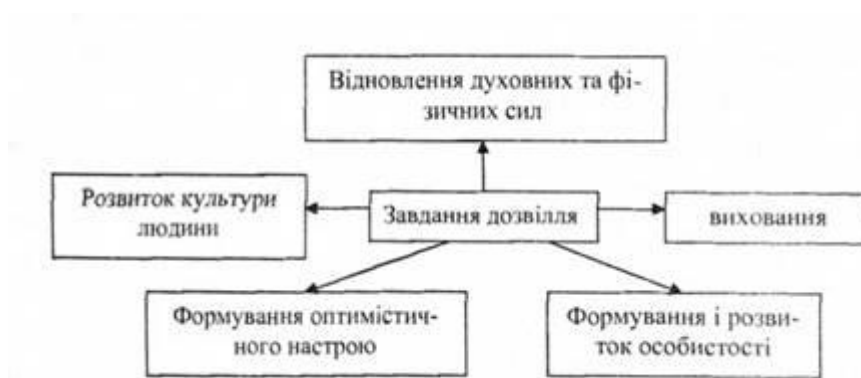 Відновлення духовних та фі-
зичних сил
Розвиток культури
людини
Завдання дозвілля
виховання
Формування оптимістич-
ного настрою
Формування і розви-
ток особистості